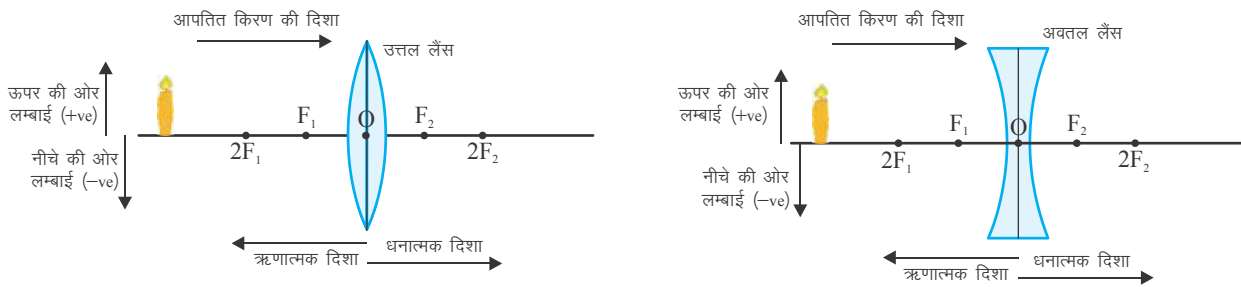 आपतित किरण की दिशा
उत्तल लैंस
ऊपर की ओर
लम्बाई (+ve)
F₁
O
F₂
2F₁
2F₂
नीचे की ओर
लम्बाई (–ve)
ऋणात्मक दिशा
धनात्मक दिशा
आपतित किरण की दिशा
अवतल लैंस
ऊपर की ओर
लम्बाई (+ve)
F₁
O
F₂
2F₁
2F₂
नीचे की ओर
लम्बाई (–ve)
ऋणात्मक दिशा
धनात्मक दिशा